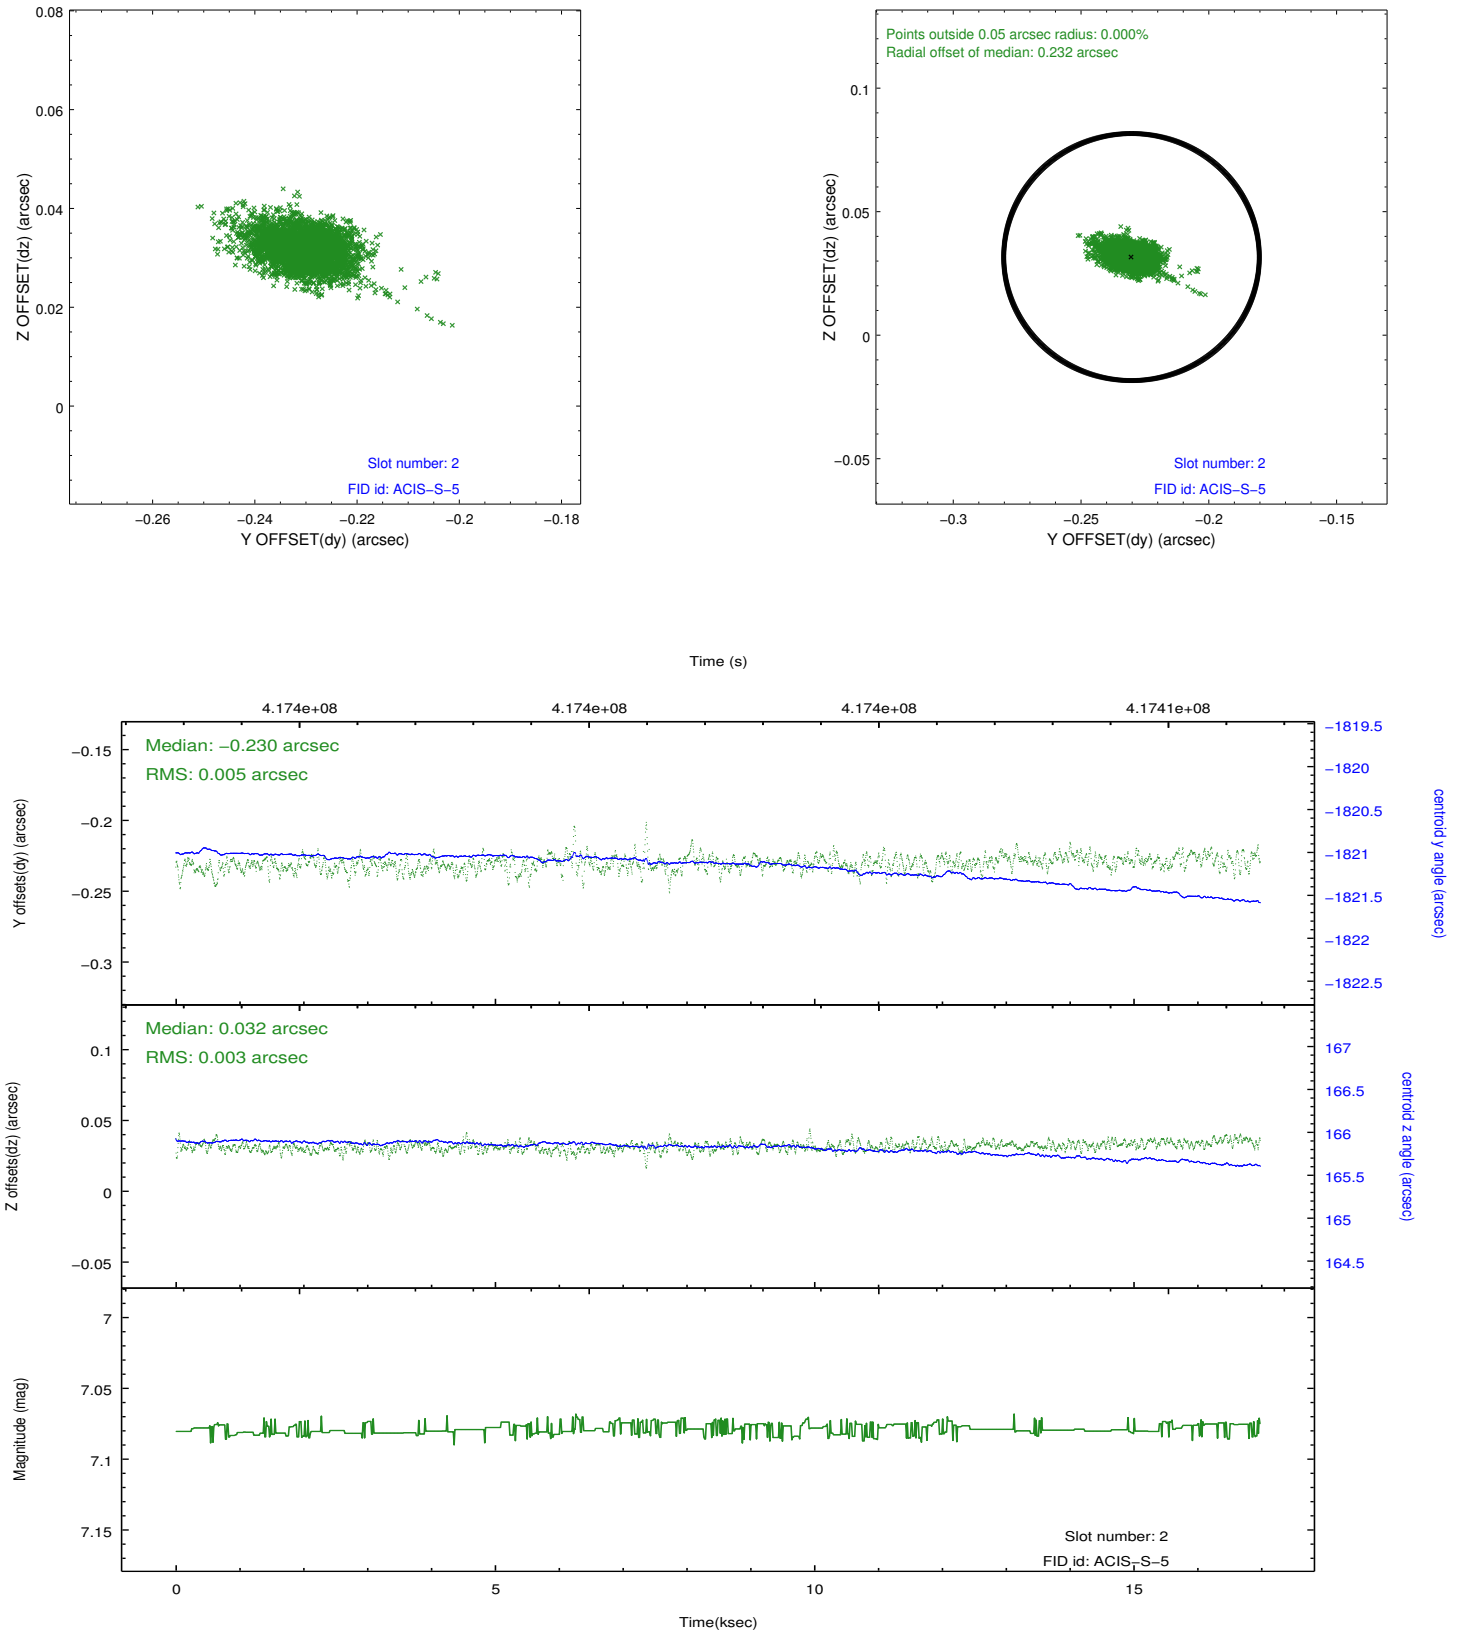 0.08
0.06
0.04
0.02
0
Z OFFSET(dz) (arcsec)
Slot number: 2
FID id: ACIS−S−5
−0.26
−0.24
−0.22
−0.2
−0.18
Y OFFSET(dy) (arcsec)
Points outside 0.05 arcsec radius: 0.000%
Radial offset of median: 0.232 arcsec
0.1
0.05
0
−0.05
Z OFFSET(dz) (arcsec)
Slot number: 2
FID id: ACIS−S−5
−0.3
−0.25
−0.2
−0.15
Y OFFSET(dy) (arcsec)
Time (s)
4.174e+08
4.174e+08
4.174e+08
4.1741e+08
Median: −0.230 arcsec
RMS: 0.005 arcsec
−0.15
−0.2
−0.25
−0.3
Y offsets(dy) (arcsec)
−1819.5
−1820
−1820.5
−1821
−1821.5
−1822
−1822.5
centroid y angle (arcsec)
Median: 0.032 arcsec
RMS: 0.003 arcsec
0.1
0.05
0
−0.05
Z offsets(dz) (arcsec)
167
166.5
166
165.5
165
164.5
centroid z angle (arcsec)
7
7.05
7.1
7.15
Magnitude (mag)
Slot number: 2
FID id: ACIS−S−5
0
5
10
15
Time(ksec)